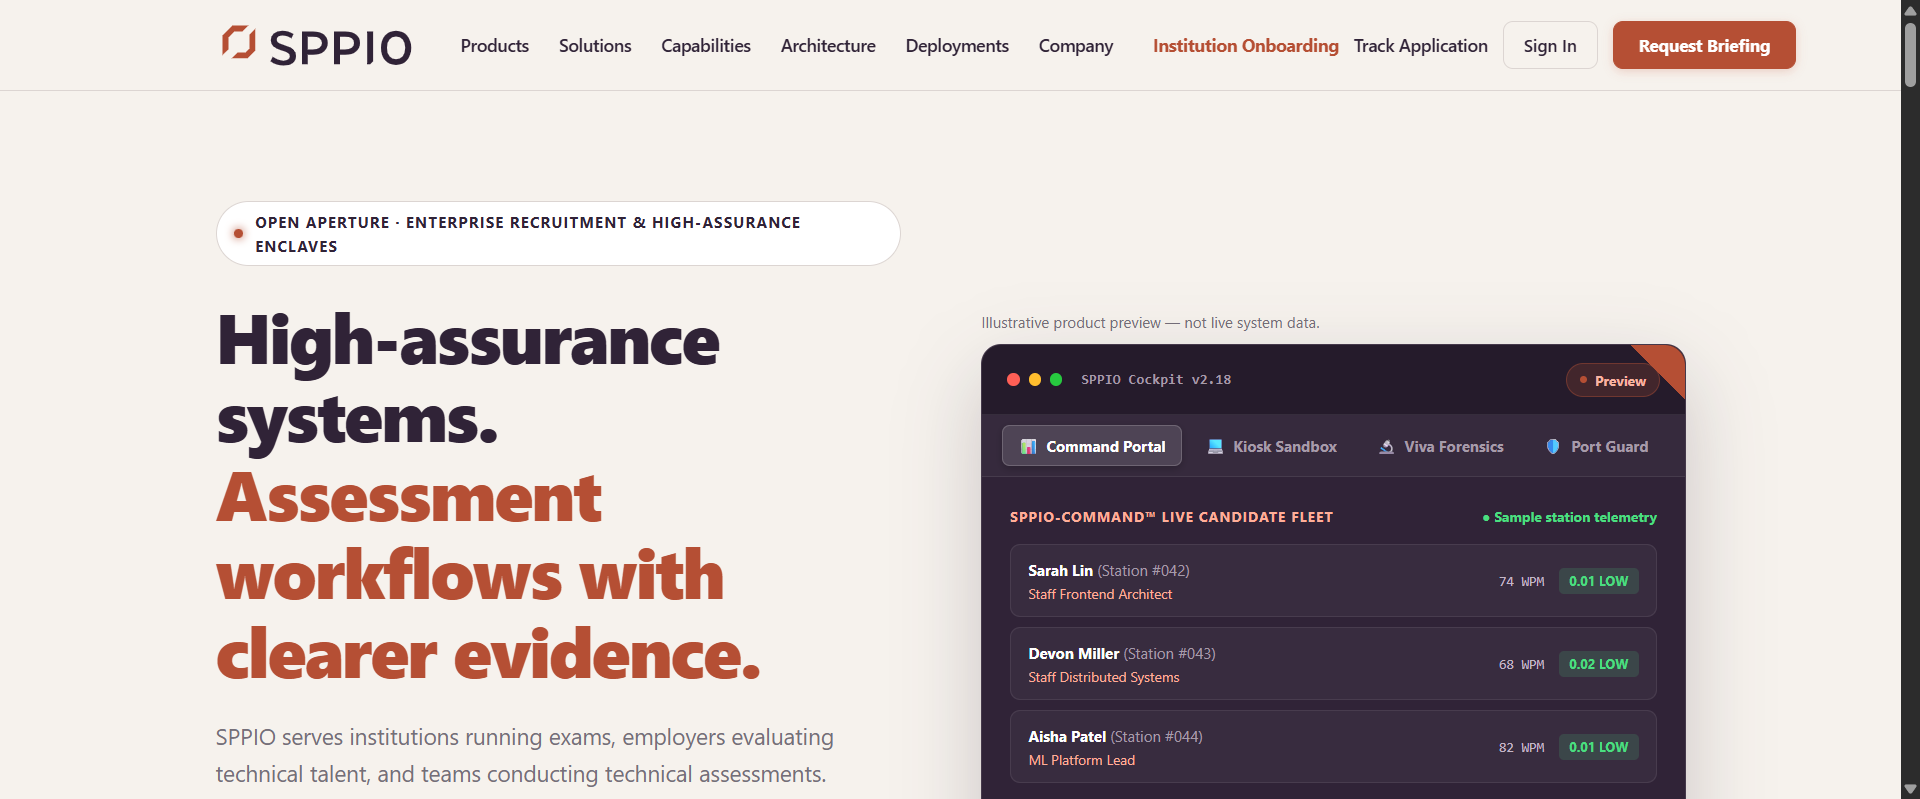 SPPIO
Products Solutions Capabilities Architecture Deployments Company Institution Onboarding Track Application Sign In Request Briefing
OPEN APERTURE · ENTERPRISE RECRUITMENT & HIGH-ASSURANCE
ENCLAVES
High-assurance
systems.
Assessment
workflows with
clearer evidence.
SPPIO serves institutions running exams, employers evaluating
technical talent, and teams conducting technical assessments.
Illustrative product preview — not live system data.
SPPIO Cockpit v2.18 Preview
Command Portal Kiosk Sandbox Viva Forensics Port Guard
SPPIO-COMMAND™ LIVE CANDIDATE FLEET ● Sample station telemetry
Sarah Lin (Station #042) 74 WPM 0.01 LOW
Staff Frontend Architect
Devon Miller (Station #043) 68 WPM 0.02 LOW
Staff Distributed Systems
Aisha Patel (Station #044) 82 WPM 0.01 LOW
ML Platform Lead